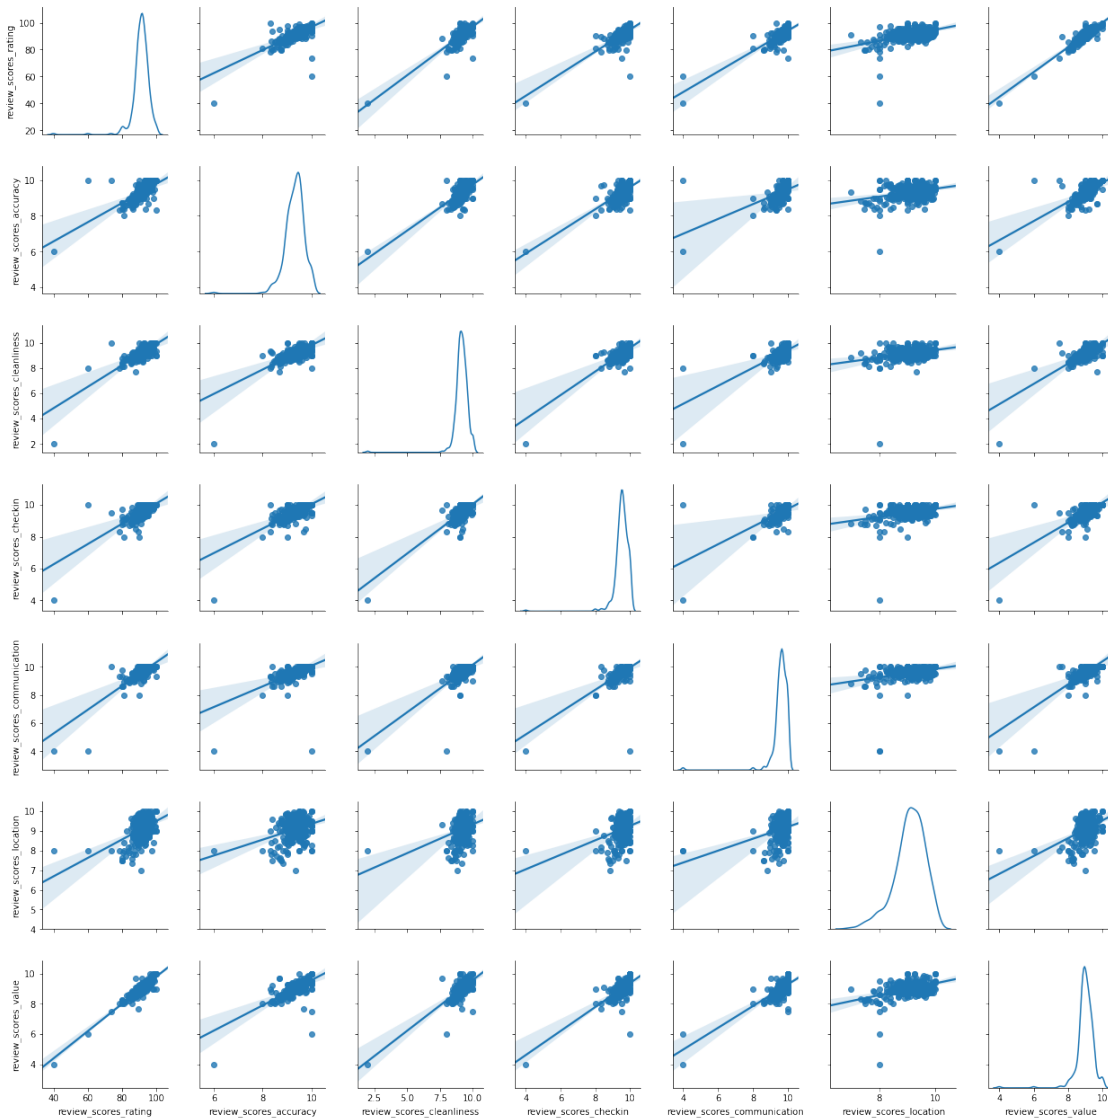 review_scores_rating
100
80
60
40
20
review_scores_accuracy
10
8
6
4
review_scores_cleanliness
10
8
6
4
2
review_scores_checkin
10
8
6
4
review_scores_communication
10
8
6
4
review_scores_location
10
9
8
7
6
5
4
review_scores_value
10
8
6
4
40 60 80 100
6 8 10
2.5 5.0 7.5 10.0
4 6 8 10
4 6 8 10
8 10
4 6 8 10
review_scores_rating review_scores_accuracy review_scores_cleanliness review_scores_checkin review_scores_communication review_scores_location review_scores_value